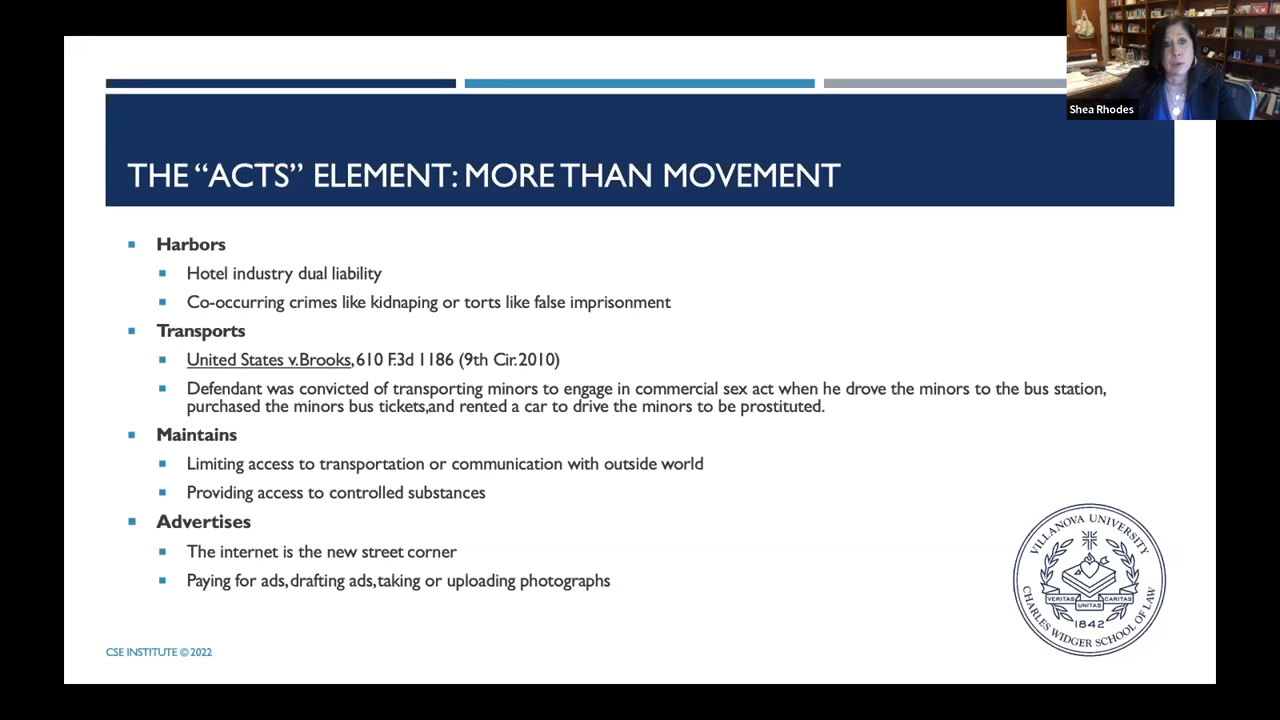 Shea Rhodes
THE “ACTS” ELEMENT: MORE THAN MOVEMENT
Harbors
Hotel industry dual liability
Co-occurring crimes like kidnaping or torts like false imprisonment
Transports
United States v. Brooks, 610 F.3d 1186 (9th Cir. 2010)
Defendant was convicted of transporting minors to engage in commercial sex act when he drove the minors to the bus station,
purchased the minors bus tickets,and rented a car to drive the minors to be prostituted.
Maintains
Limiting access to transportation or communication with outside world
Providing access to controlled substances
Advertises
The internet is the new street corner
Paying for ads, drafting ads, taking or uploading photographs
VILLANOVA UNIVERSITY
VERITAS UNITAS CARITAS
1842
CHARLES WIDGER SCHOOL OF LAW
CSE INSTITUTE © 2022